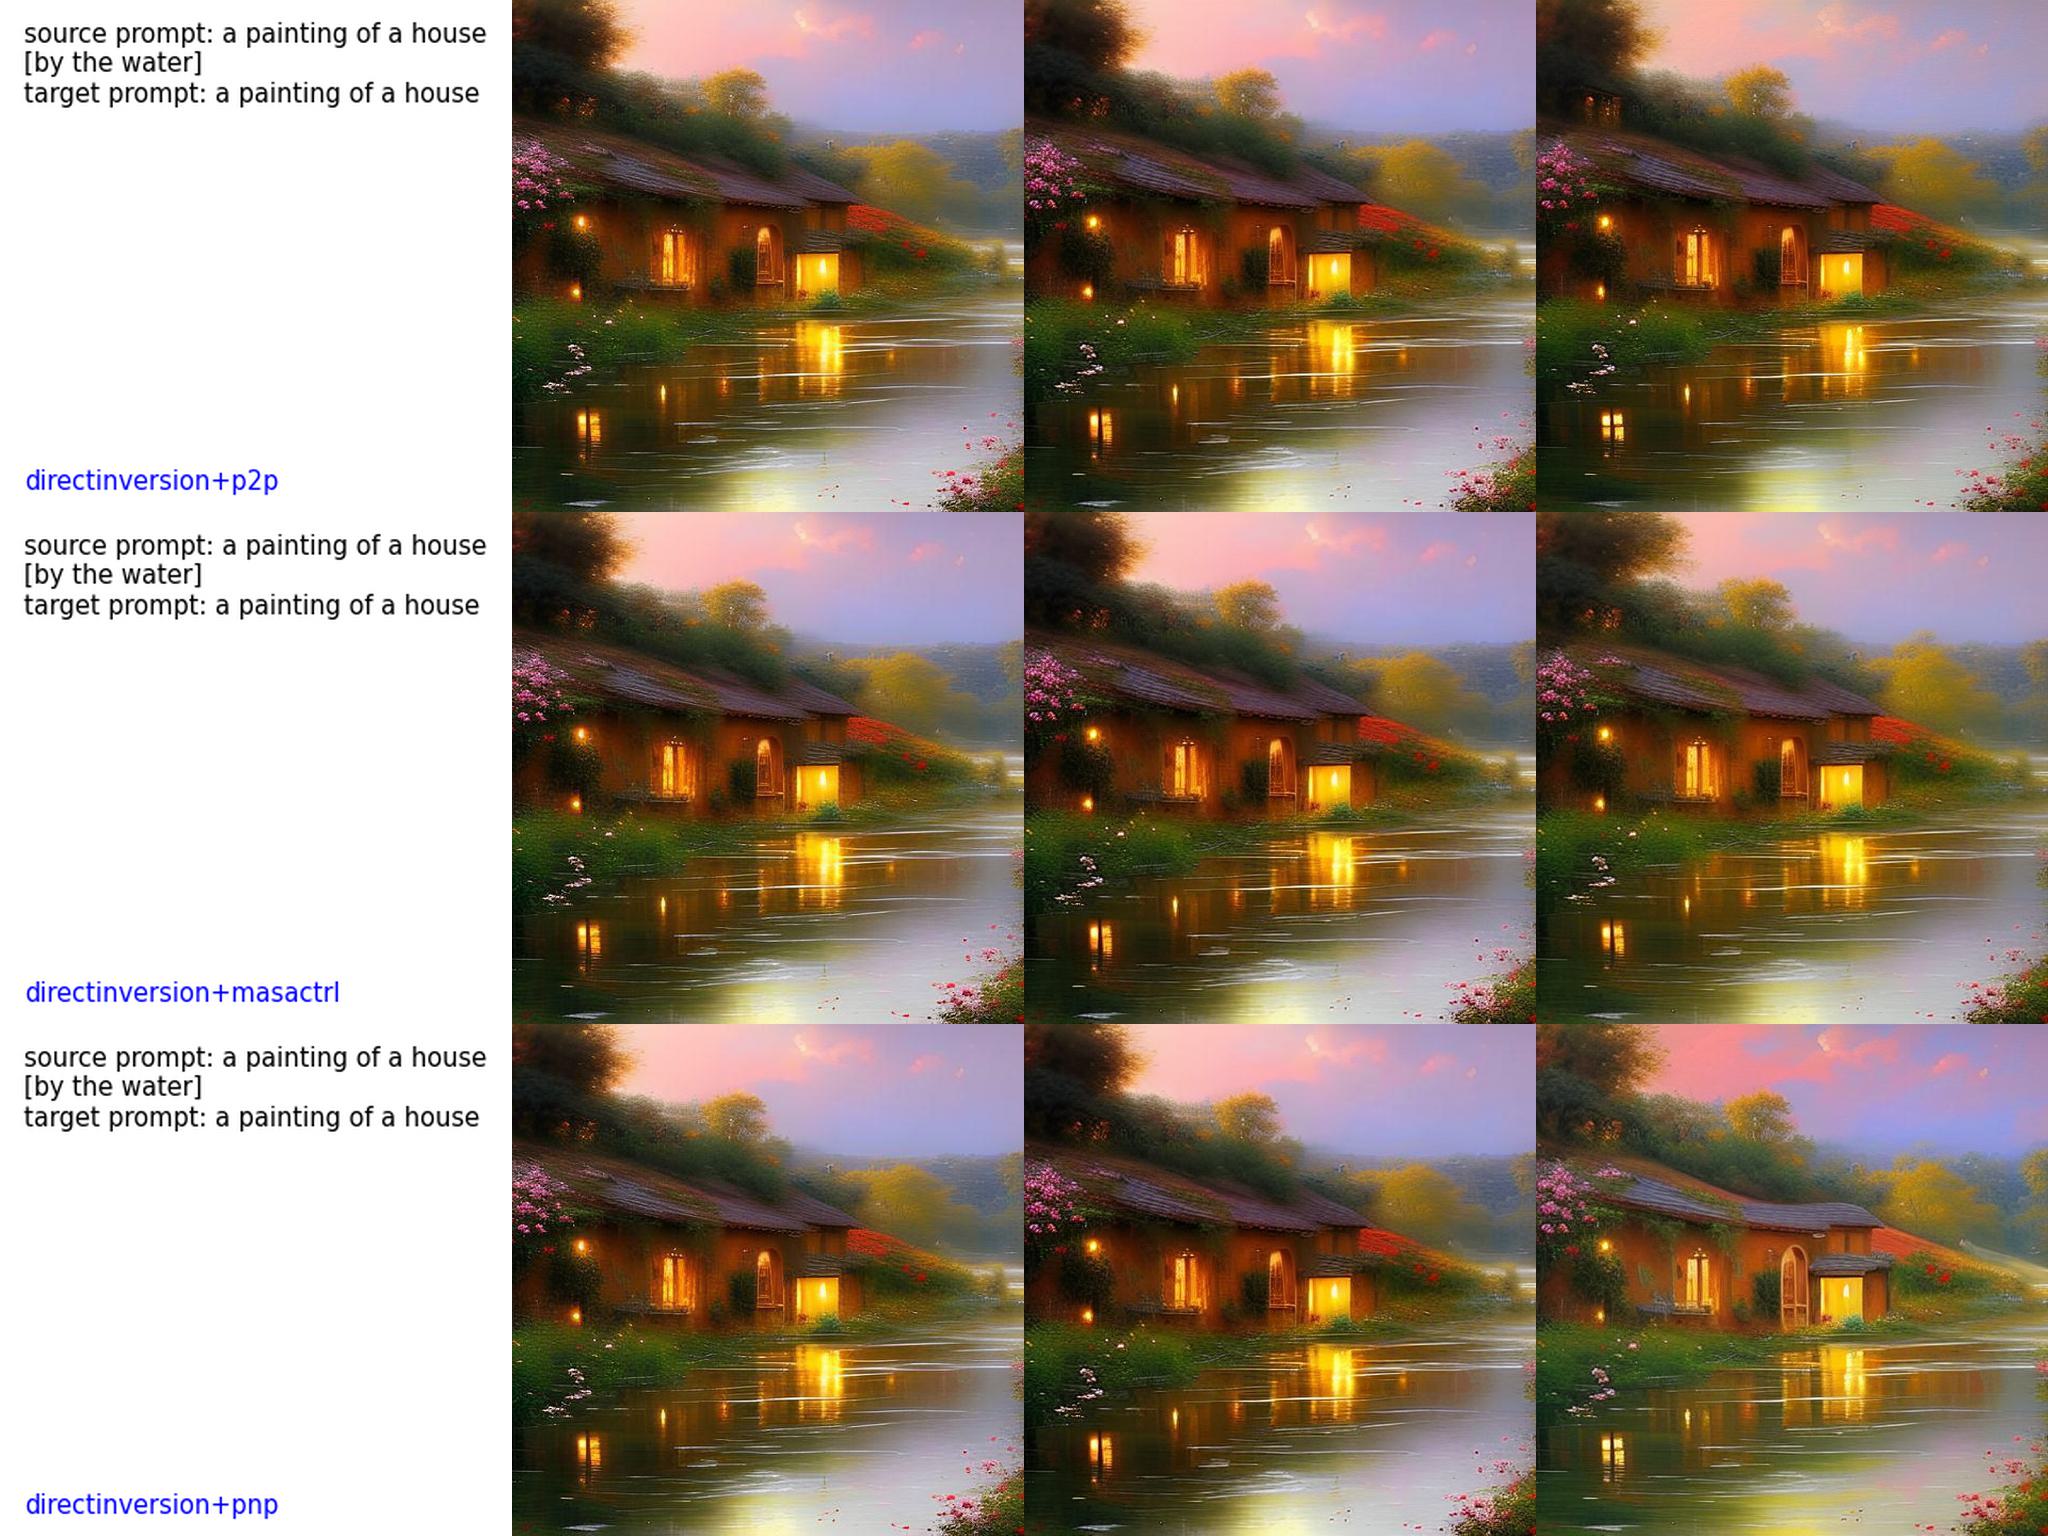 source prompt: a painting of a house
[by the water]
target prompt: a painting of a house
directinversion+p2p
source prompt: a painting of a house
[by the water]
target prompt: a painting of a house
directinversion+masactrl
source prompt: a painting of a house
[by the water]
target prompt: a painting of a house
directinversion+pnp